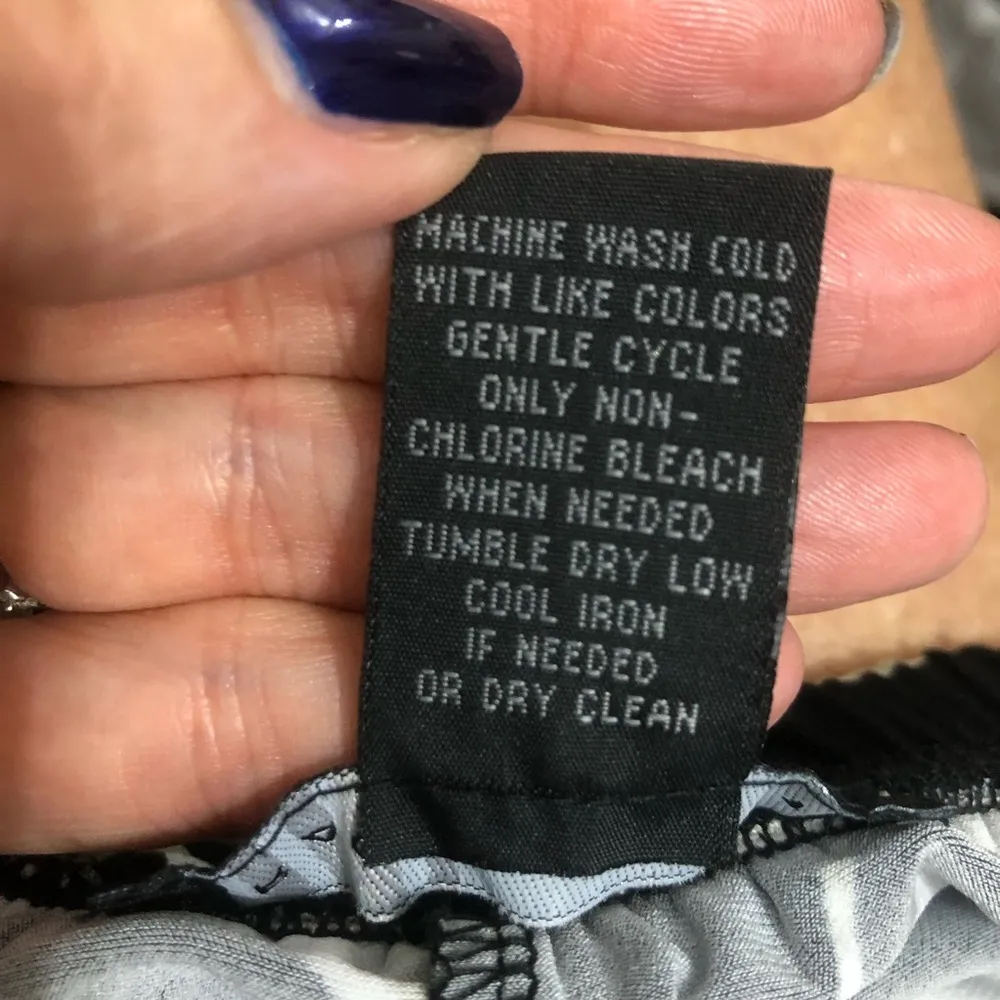 MACHINE WASH COLD
WITH LIKE COLORS
GENTLE CYCLE
ONLY NON-
CHLORINE BLEACH
WHEN NEEDED
TUMBLE DRY LOW
COOL IRON
IF NEEDED
OR DRY CLEAN